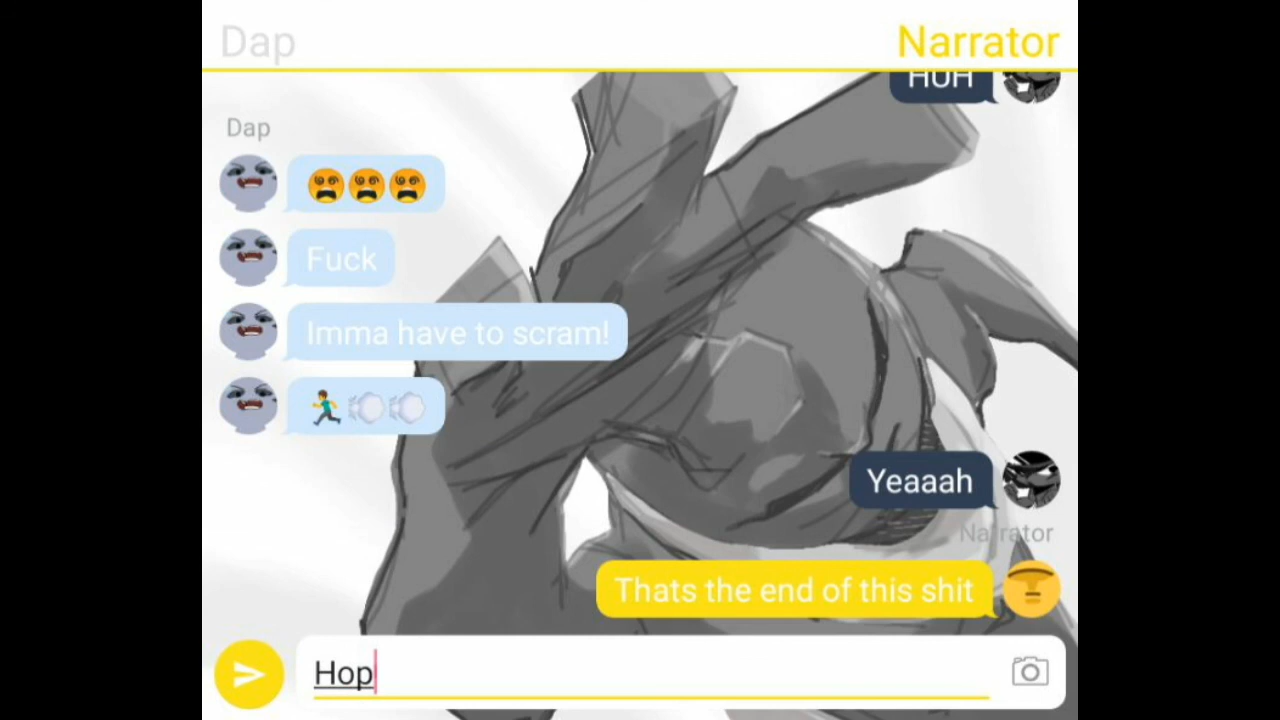 Dap
Narrator
HUH
Dap
Fuck
Imma have to scram!
Yeaaah
Narrator
Thats the end of this shit
Hop